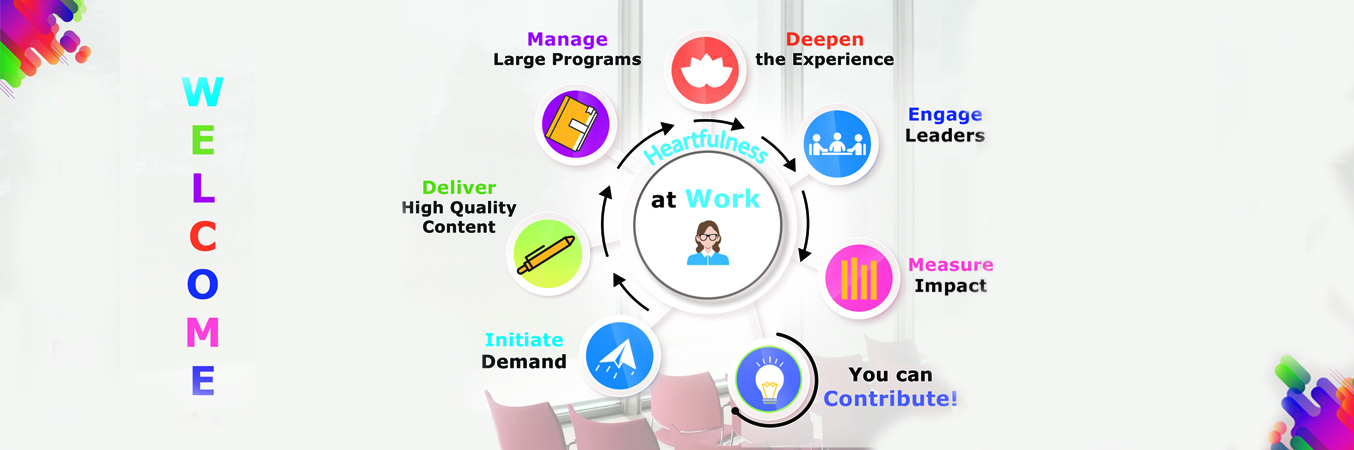 WELCOME
Manage
Large Programs
Deepen
the Experience
Engage
Leaders
Heartfulness
at Work
Deliver
High Quality
Content
Measure
Impact
Initiate
Demand
You can
Contribute!